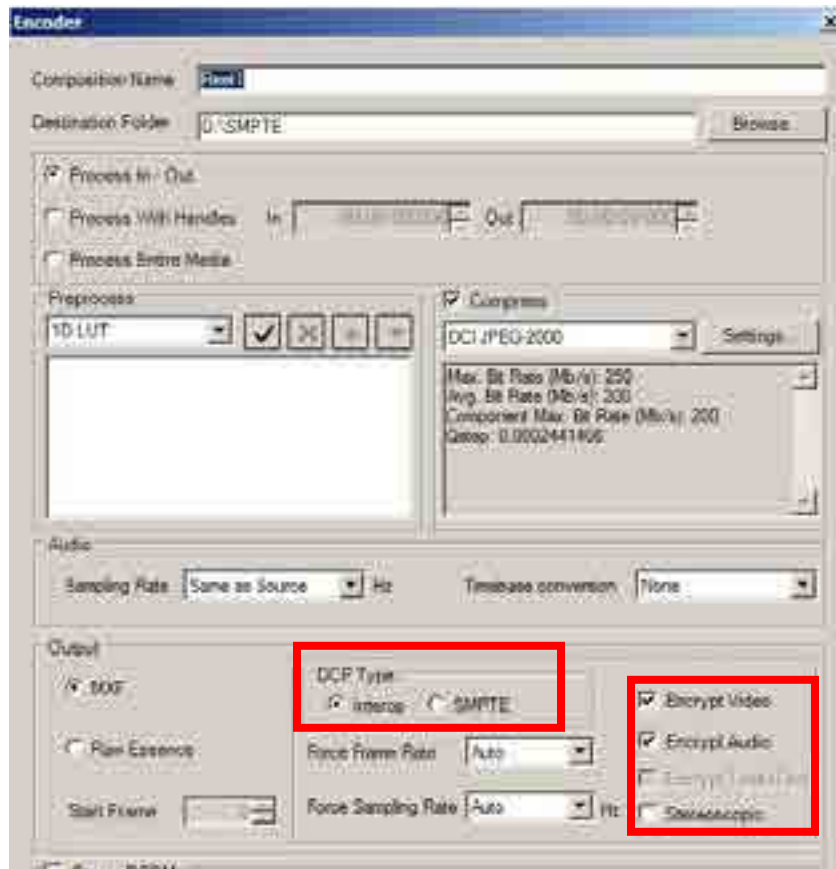 Encoder
Composition Name Reel 1
Destination Folder D:\SMPTE Browse...
Process In - Out
Process With Handles In Out
Process Entire Media
Preprocess
1D LUT
Compress
DCI JPEG-2000 Settings...
Max. Bit Rate (Mb/s): 250
Avg. Bit Rate (Mb/s): 200
Component Max. Bit Rate (Mb/s): 200
Qstep: 0.0002441406
Audio
Sampling Rate Same as Source Hz Timebase conversion None
Output
MXF
Raw Essence
Start Frame
DCP Type
Interop SMPTE
Force Frame Rate Auto
Force Sampling Rate Auto Hz
Encrypt Video
Encrypt Audio
Encrypt
Stereoscopic